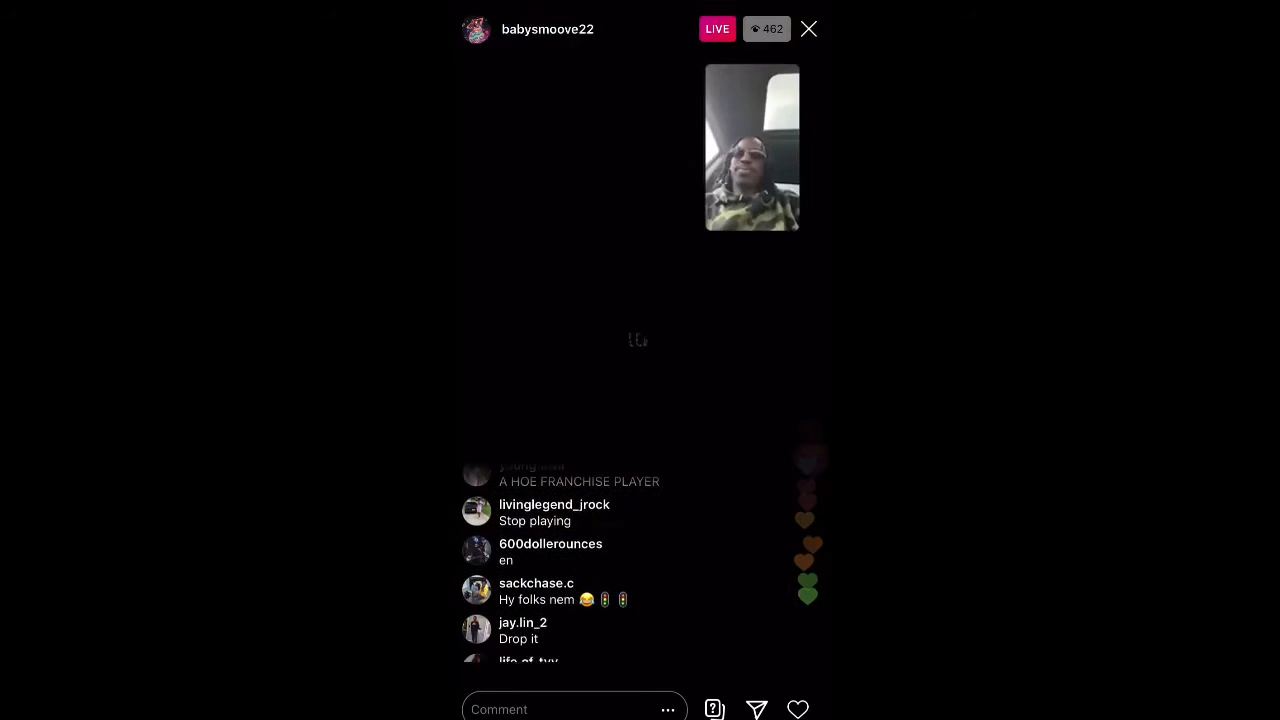 babysmoove22
LIVE
462
A HOE FRANCHISE PLAYER
livinglegend_jrock
Stop playing
600dollerounces
en
sackchase.c
Hy folks nem 😂 🚦 🚦
jay.lin_2
Drop it
Comment